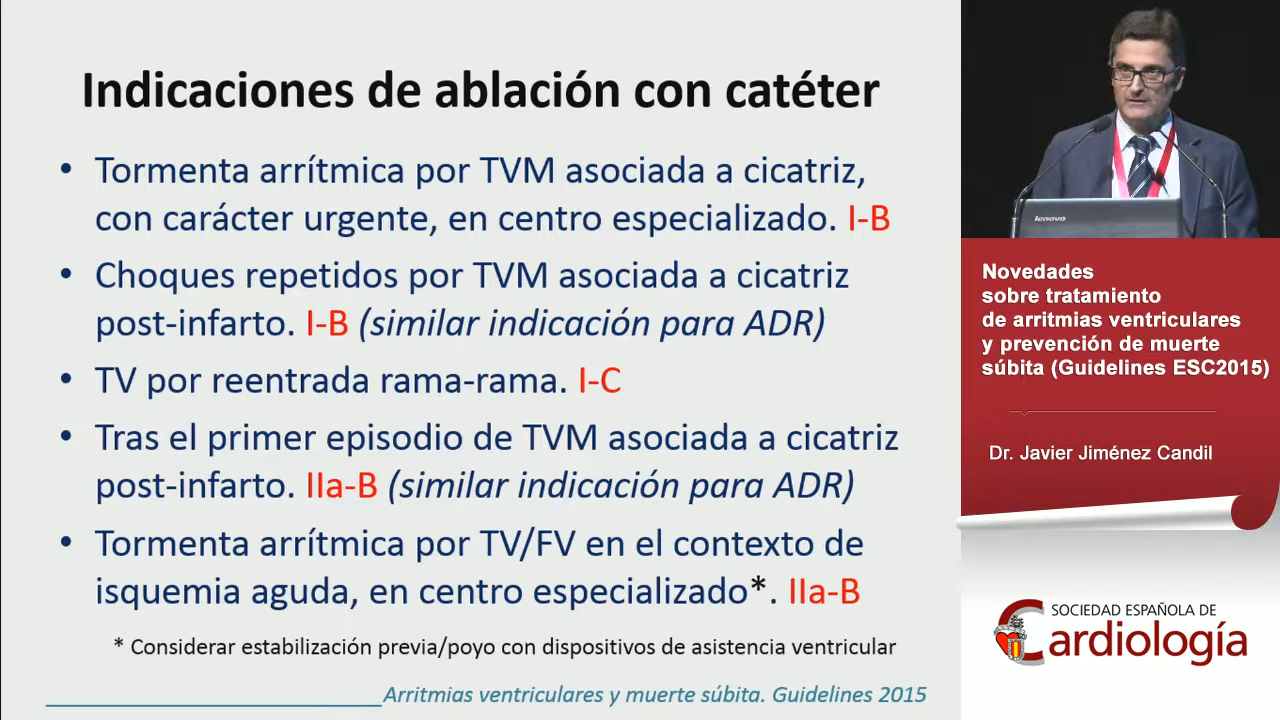 Indicaciones de ablación con catéter
• Tormenta arrítmica por TVM asociada a cicatriz,
con carácter urgente, en centro especializado. I-B
• Choques repetidos por TVM asociada a cicatriz
post-infarto. I-B (similar indicación para ADR)
• TV por reentrada rama-rama. I-C
• Tras el primer episodio de TVM asociada a cicatriz
post-infarto. IIa-B (similar indicación para ADR)
• Tormenta arrítmica por TV/FV en el contexto de
isquemia aguda, en centro especializado*. IIa-B
* Considerar estabilización previa/poyo con dispositivos de asistencia ventricular
Arritmias ventriculares y muerte súbita. Guidelines 2015
lenovo
Novedades
sobre tratamiento
de arritmias ventriculares
y prevención de muerte
súbita (Guidelines ESC2015)
Dr. Javier Jiménez Candil
SOCIEDAD ESPAÑOLA DE
Cardiología